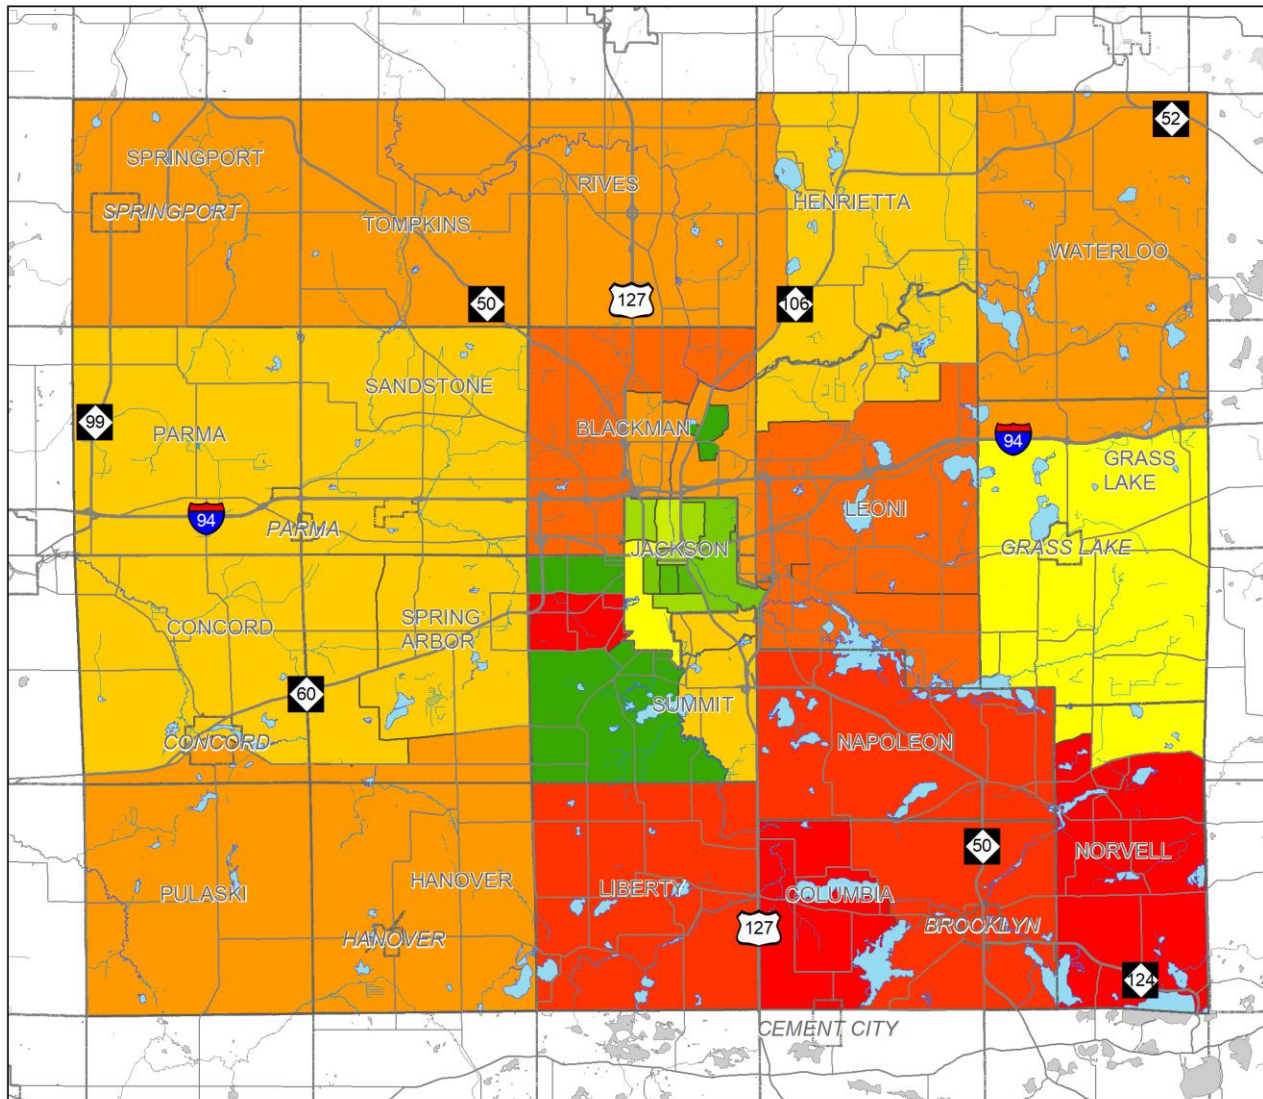 52
SPRINGPORT
RIVES
HENRIETTA
SPRINGPORT
TOMPKINS
WATERLOO
50
127
106
SANDSTONE
99
PARMA
BLACKMAN
94
GRASS
LAKE
LEONI
94
PARMA
JACKSON
GRASS LAKE
CONCORD
SPRING
ARBOR
60
SUMMIT
CONCORD
NAPOLEON
50
NORVELL
PULASKI
HANOVER
LIBERTY
COLUMBIA
HANOVER
127
BROOKLYN
124
CEMENT CITY